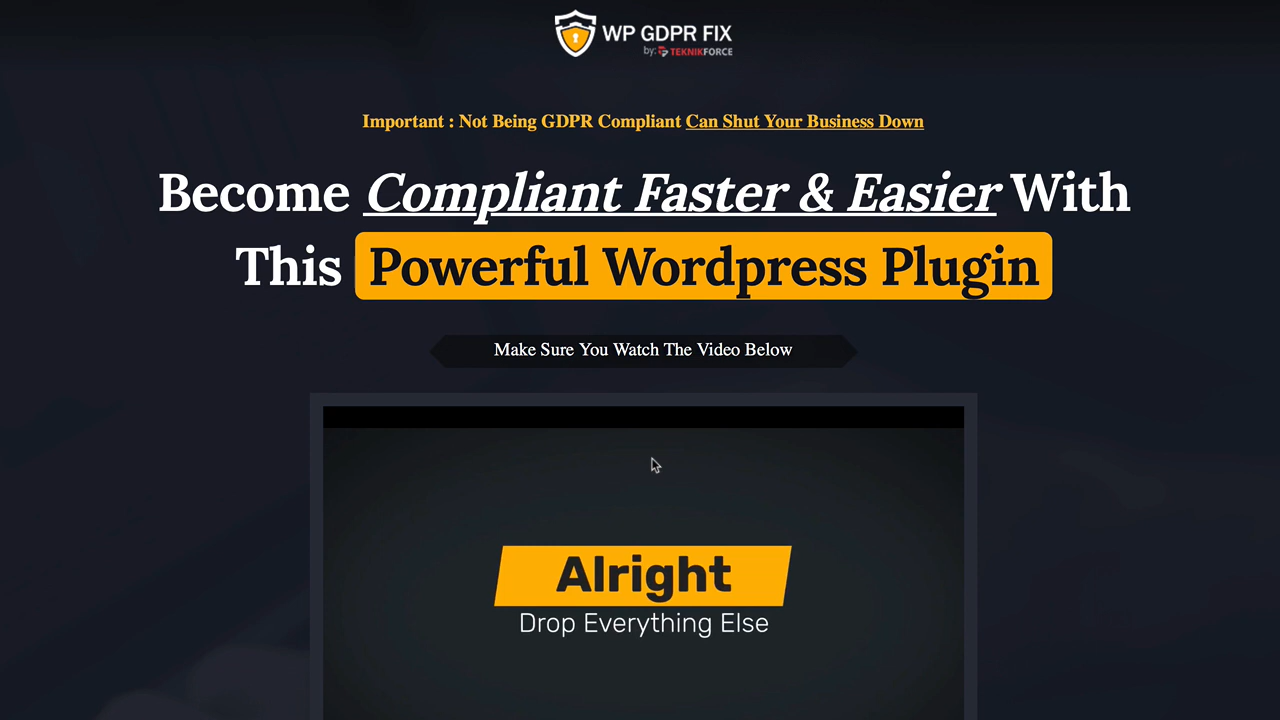 WP GDPR FIX
by: TEKNIKFORCE
Important : Not Being GDPR Compliant Can Shut Your Business Down
Become Compliant Faster & Easier With
This Powerful Wordpress Plugin
Make Sure You Watch The Video Below
Alright
Drop Everything Else